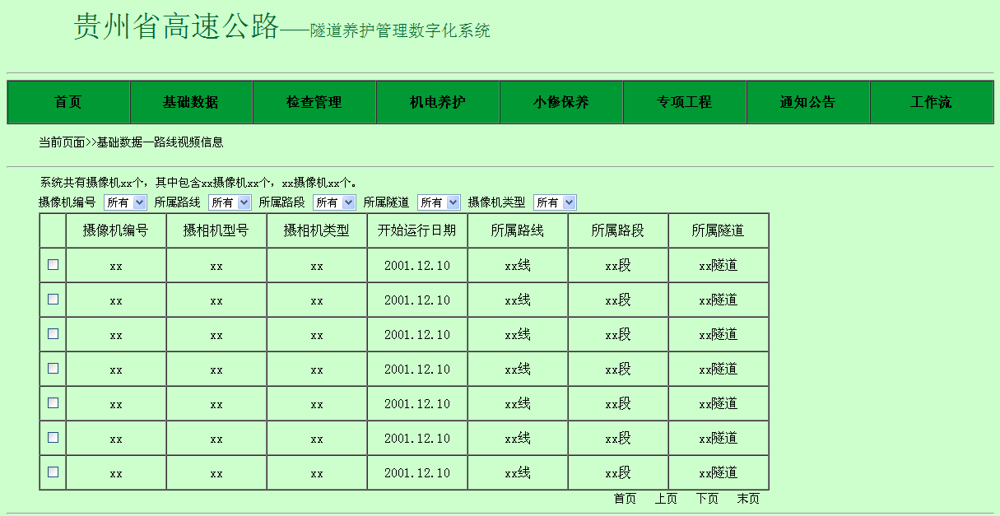 贵州省高速公路——隧道养护管理数字化系统
首页 基础数据 检查管理 机电养护 小修保养 专项工程 通知公告 工作流
当前页面>>基础数据—路线视频信息
系统共有摄像机xx个，其中包含xx摄像机xx个，xx摄像机xx个。
摄像机编号 所有 所属路线 所有 所属路段 所有 所属隧道 所有 摄像机类型 所有
摄像机编号 摄相机型号 摄相机类型 开始运行日期 所属路线 所属路段 所属隧道
xx xx xx 2001.12.10 xx线 xx段 xx隧道
xx xx xx 2001.12.10 xx线 xx段 xx隧道
xx xx xx 2001.12.10 xx线 xx段 xx隧道
xx xx xx 2001.12.10 xx线 xx段 xx隧道
xx xx xx 2001.12.10 xx线 xx段 xx隧道
xx xx xx 2001.12.10 xx线 xx段 xx隧道
xx xx xx 2001.12.10 xx线 xx段 xx隧道
首页 上页 下页 末页